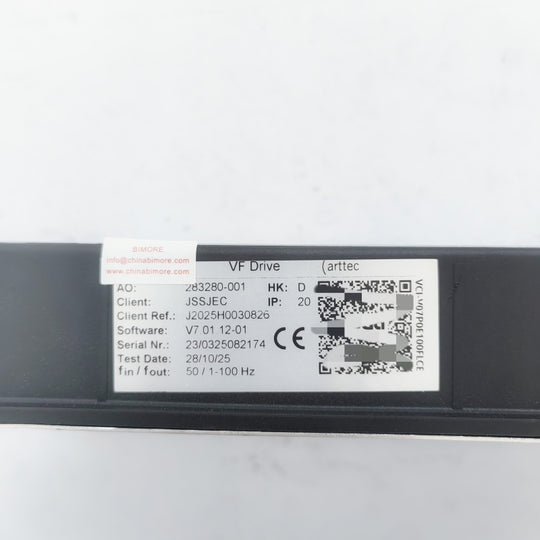 BIMORE
info@chinabimore.com
www.chinabimore.com
VF Drive (arttec
AO: 283280-001 HK: D
Client: JSSJEC IP: 20
Client Ref.: J2025H0030826
Software: V7 01.12-01
Serial Nr.: 23/0325082174
Test Date: 28/10/25
fin / fout: 50 / 1-100 Hz
CE